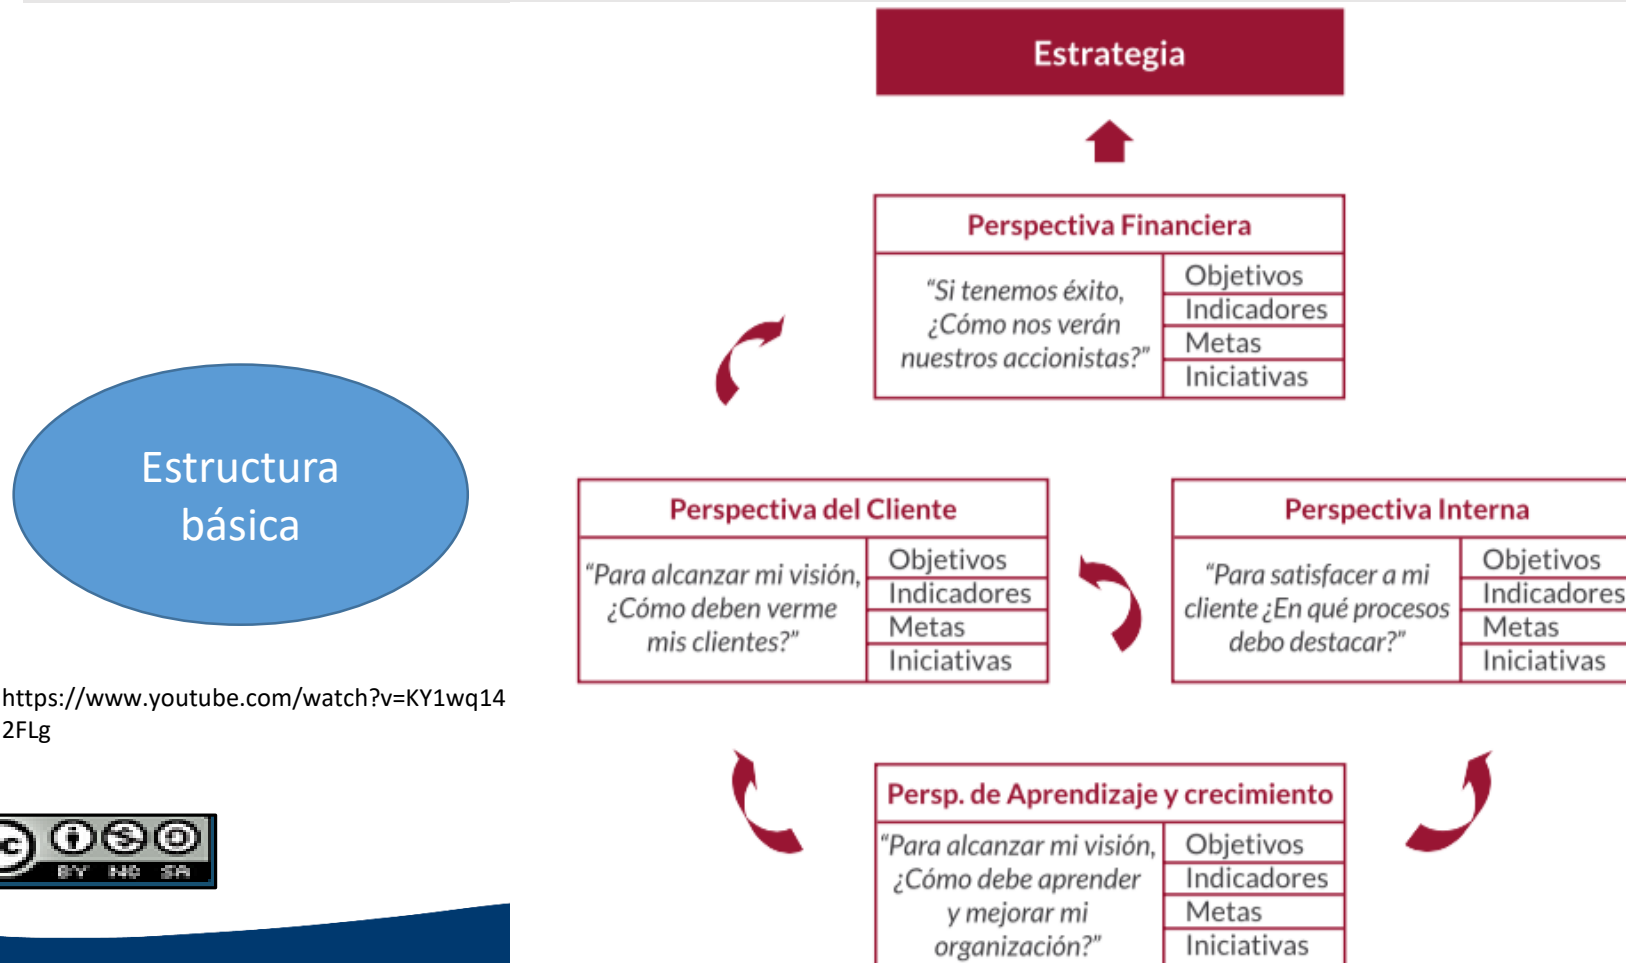 Estrategia
Perspectiva Financiera
“Si tenemos éxito,
¿Cómo nos verán
nuestros accionistas?”
Objetivos
Indicadores
Metas
Iniciativas
Estructura
básica
Perspectiva del Cliente
“Para alcanzar mi visión,
¿Cómo deben verme
mis clientes?”
Objetivos
Indicadores
Metas
Iniciativas
Perspectiva Interna
“Para satisfacer a mi
cliente ¿En qué procesos
debo destacar?”
Objetivos
Indicadores
Metas
Iniciativas
https://www.youtube.com/watch?v=KY1wq14
2FLg
Persp. de Aprendizaje y crecimiento
“Para alcanzar mi visión,
¿Cómo debe aprender
y mejorar mi
organización?”
Objetivos
Indicadores
Metas
Iniciativas
cc
BY NC SA